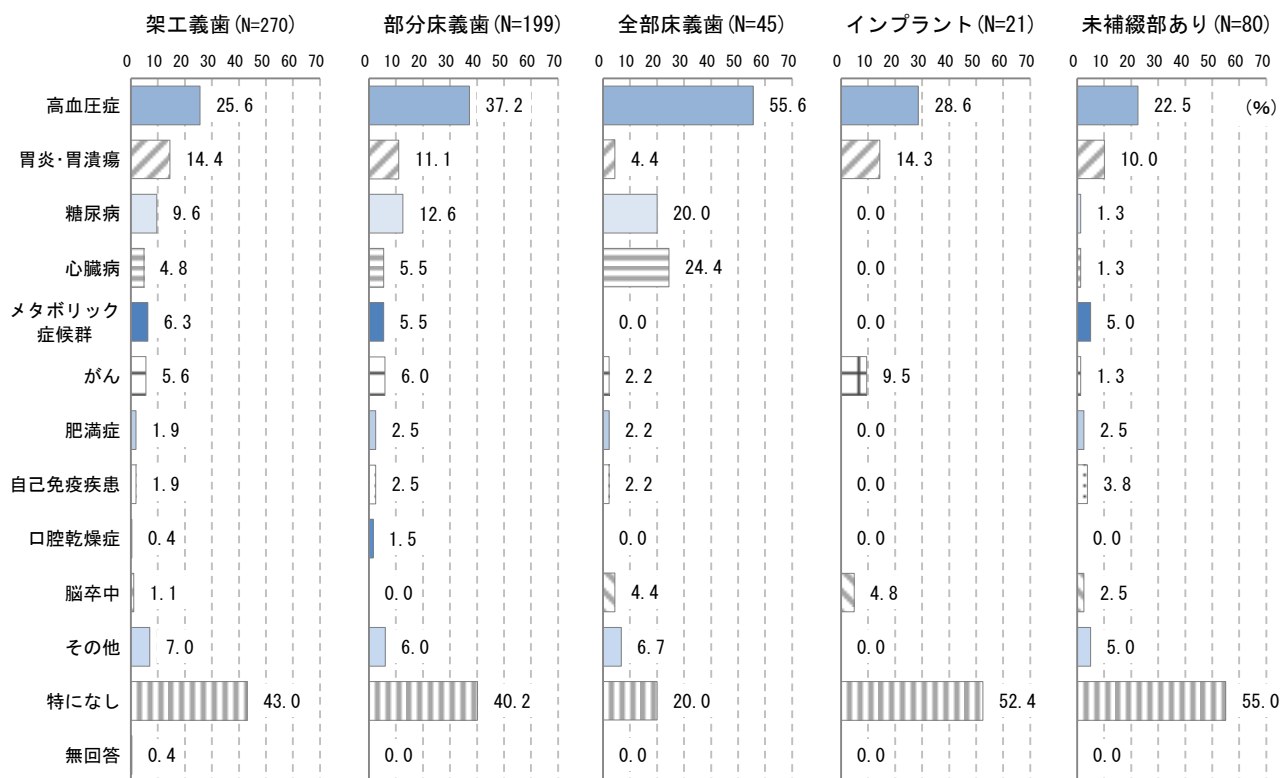 架工義歯(N=270) 部分床義歯(N=199) 全部床義歯(N=45) インプラント(N=21) 未補綴部あり(N=80)
0 10 20 30 40 50 60 70 0 10 20 30 40 50 60 70 0 10 20 30 40 50 60 70 0 10 20 30 40 50 60 70 0 10 20 30 40 50 60 70
高血圧症 25.6 37.2 55.6 28.6 22.5 (%)
胃炎・胃潰瘍 14.4 11.1 4.4 14.3 10.0
糖尿病 9.6 12.6 20.0 0.0 1.3
心臓病 4.8 5.5 24.4 0.0 1.3
メタボリック
症候群 6.3 5.5 0.0 0.0 5.0
がん 5.6 6.0 2.2 9.5 1.3
肥満症 1.9 2.5 2.2 0.0 2.5
自己免疫疾患 1.9 2.5 2.2 0.0 3.8
口腔乾燥症 0.4 1.5 0.0 0.0 0.0
脳卒中 1.1 0.0 4.4 4.8 2.5
その他 7.0 6.0 6.7 0.0 5.0
特になし 43.0 40.2 20.0 52.4 55.0
無回答 0.4 0.0 0.0 0.0 0.0